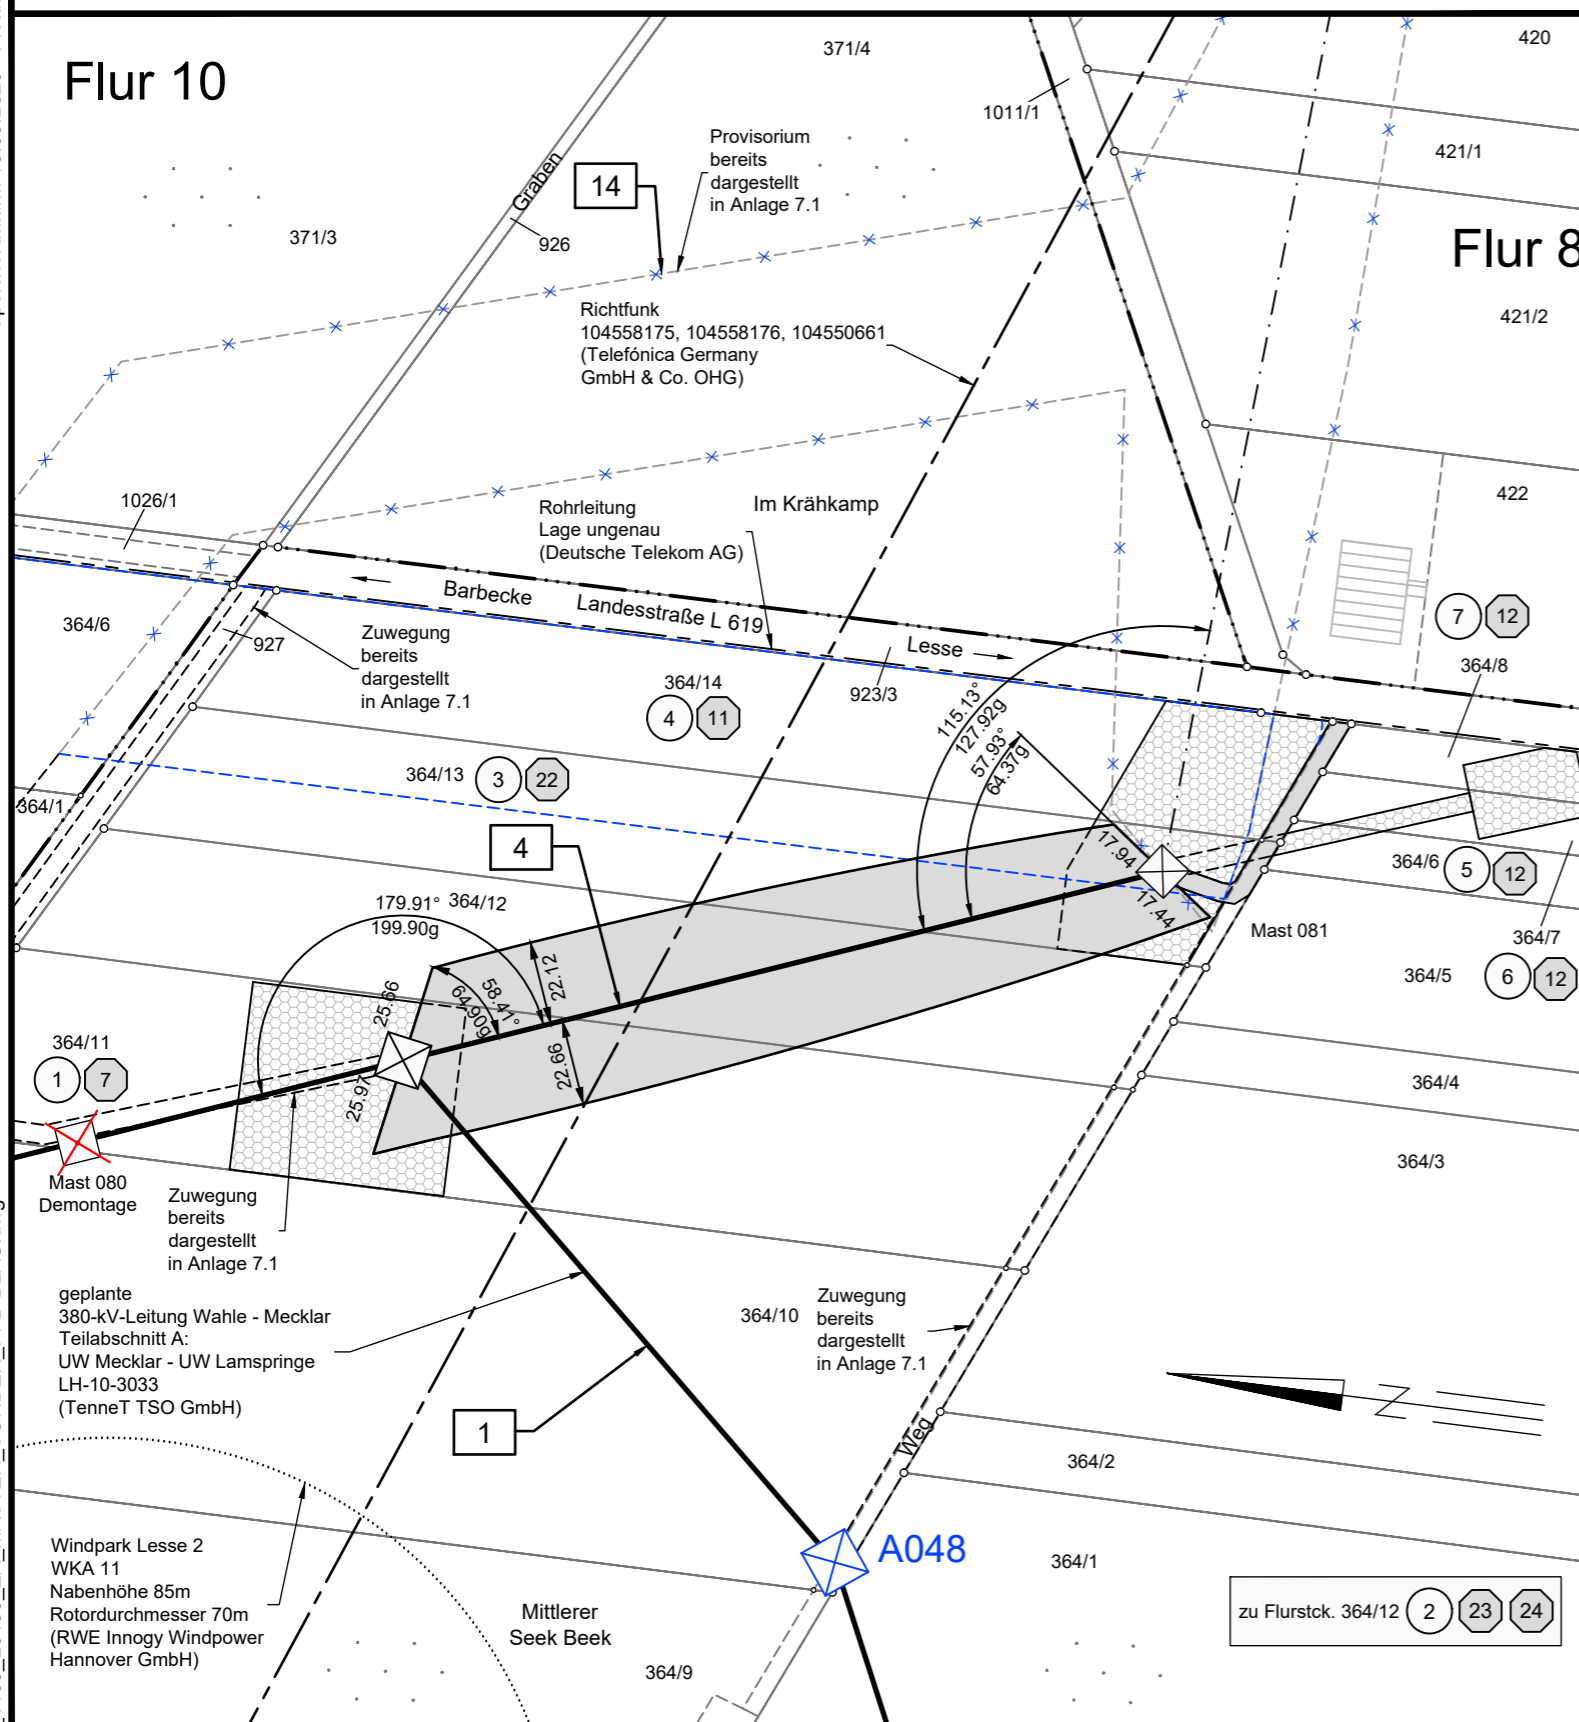 Flur 10
371/4
420
1011/1
421/1
Provisorium
bereits
dargestellt
in Anlage 7.1
14
Graben
926
371/3
Flur 8
421/2
Richtfunk
104558175, 104558176, 104550661
(Telefónica Germany
GmbH & Co. OHG)
1026/1
Rohrleitung
Lage ungenau
(Deutsche Telekom AG)
Im Krähkamp
422
Barbecke
Landesstraße L 619
Lesse
7 12
364/6
927
Zuwegung
bereits
dargestellt
in Anlage 7.1
364/14
4 11
923/3
364/8
115.13°
127.92g
57.93°
64.37g
364/13 3 22
364/1
4
17.94
364/6 5 12
179.91° 364/12
199.90g
17.44
Mast 081
364/7
6 12
364/5
22.12
58.41°
64.90g
25.66
22.66
25.97
364/11
1 7
364/4
364/3
Mast 080
Demontage
Zuwegung
bereits
dargestellt
in Anlage 7.1
geplante
380-kV-Leitung Wahle - Mecklar
Teilabschnitt A:
UW Mecklar - UW Lamspringe
LH-10-3033
(TenneT TSO GmbH)
364/10
Zuwegung
bereits
dargestellt
in Anlage 7.1
Z
1
Weg
364/2
A048
364/1
Windpark Lesse 2
WKA 11
Nabenhöhe 85m
Rotordurchmesser 70m
(RWE Innogy Windpower
Hannover GmbH)
Mittlerer
Seek Beek
364/9
zu Flurstck. 364/12 2 23 24